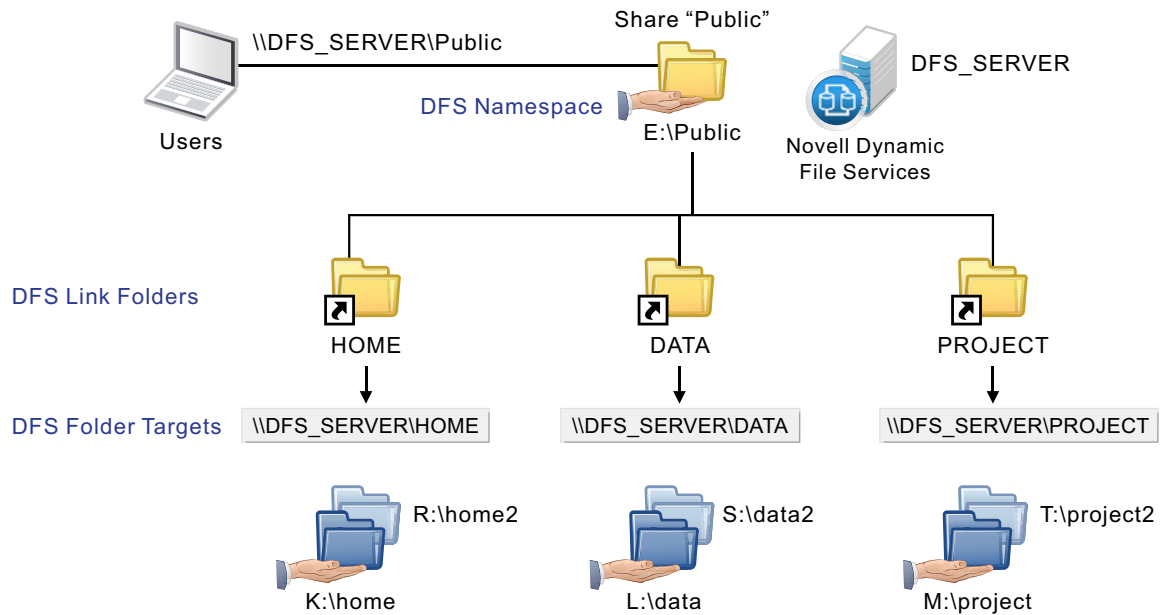 Share “Public”
\\DFS_SERVER\Public
DFS_SERVER
DFS Namespace
Users
E:\Public
Novell Dynamic
File Services
DFS Link Folders
HOME
DATA
PROJECT
DFS Folder Targets
\\DFS_SERVER\HOME
\\DFS_SERVER\DATA
\\DFS_SERVER\PROJECT
R:\home2
S:\data2
T:\project2
K:\home
L:\data
M:\project